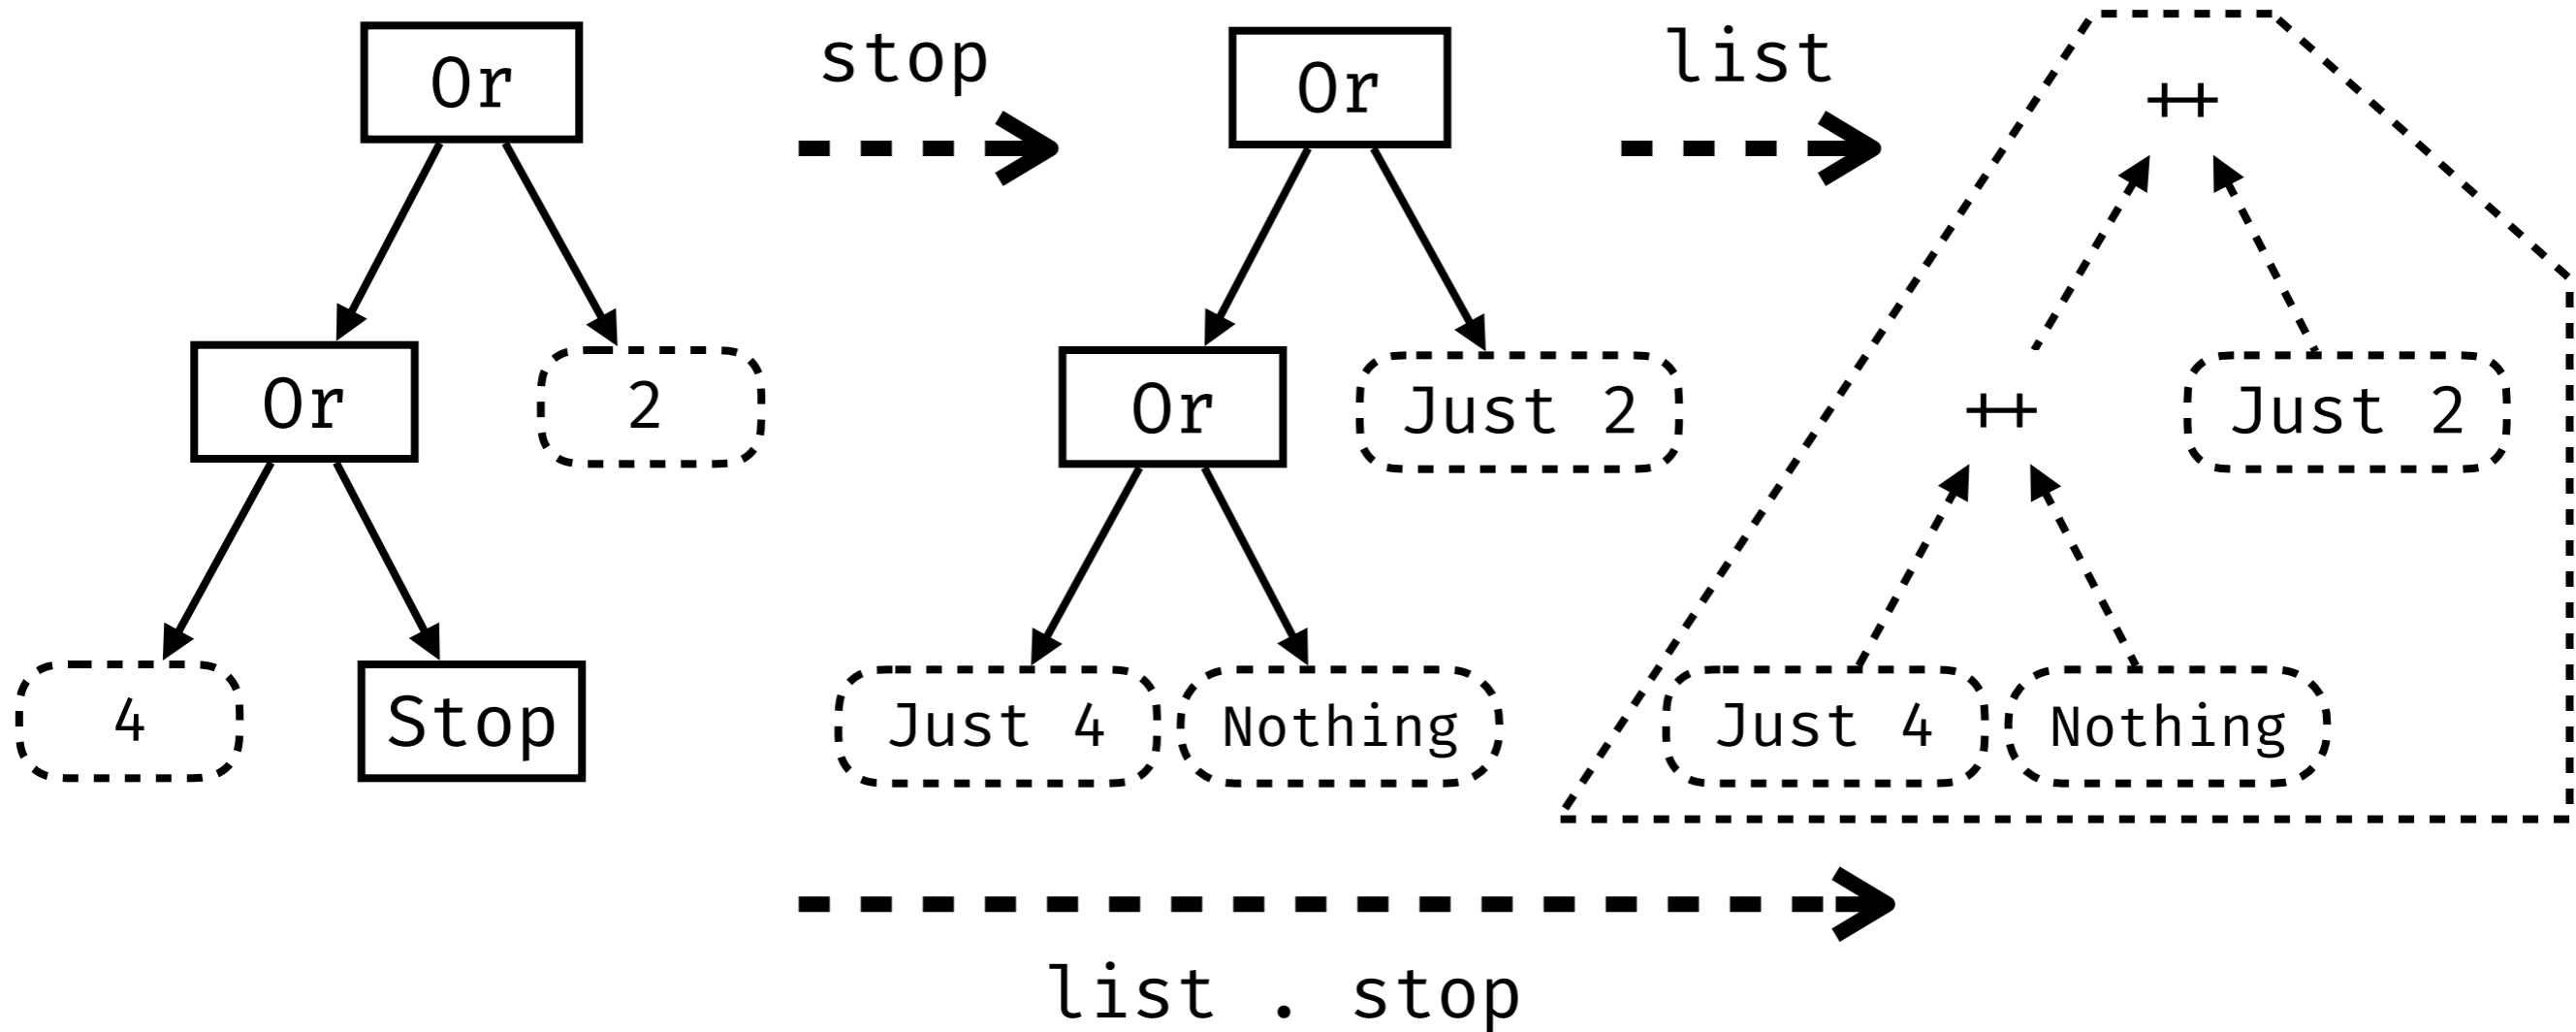 Or
stop
Or
list
++
Or
2
Or
Just 2
++
Just 2
4
Stop
Just 4
Nothing
Just 4
Nothing
list . stop